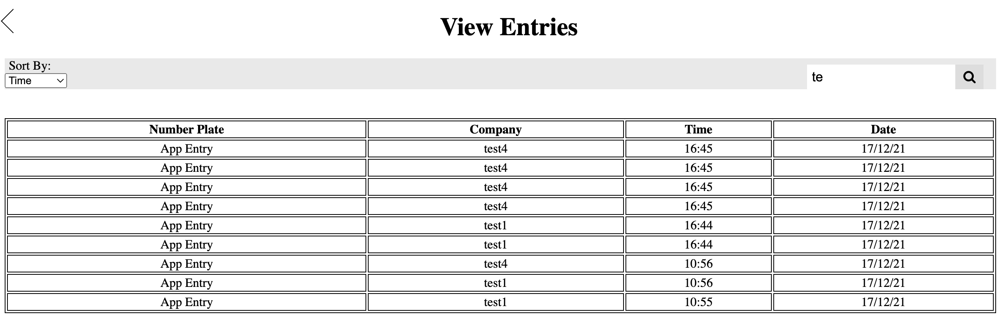 View Entries
Sort By:
Time
te
Number Plate Company Time Date
App Entry test4 16:45 17/12/21
App Entry test4 16:45 17/12/21
App Entry test4 16:45 17/12/21
App Entry test4 16:45 17/12/21
App Entry test1 16:44 17/12/21
App Entry test1 16:44 17/12/21
App Entry test4 10:56 17/12/21
App Entry test1 10:56 17/12/21
App Entry test1 10:55 17/12/21